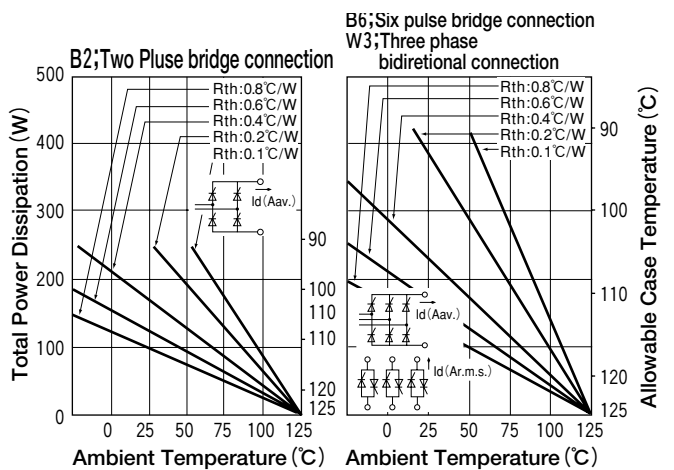 B6;Six pulse bridge connection
W3;Three phase
bidiretional connection
B2;Two Pluse bridge connection
500
400
300
200
100
0
Total Power Dissipation (W)
Rth:0.8℃/W
Rth:0.6℃/W
Rth:0.4℃/W
Rth:0.2℃/W
Rth:0.1℃/W
Id(Aav.)
90
100
110
110
120
125
0 25 50 75 100 125
Ambient Temperature (℃)
Rth:0.8℃/W
Rth:0.6℃/W
Rth:0.4℃/W
Rth:0.2℃/W
Rth:0.1℃/W
Id(Aav.)
Id(Ar.m.s.)
90
100
110
120
125
Allowable Case Temperature (℃)
0 25 50 75 100 125
Ambient Temperature (℃)